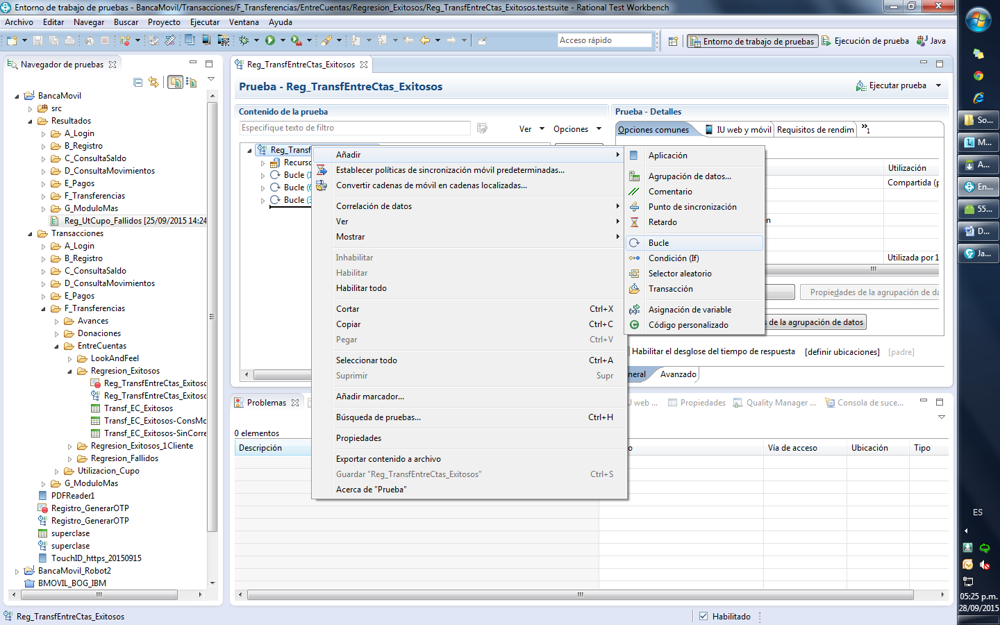 Entorno de trabajo de pruebas - BancaMovil/Transacciones/F_Transferencias/EntreCuentas/Regresion_Exitosos/Reg_TransfEntreCtas_Exitosos.testsuite - Rational Test Workbench
Archivo Editar Navegar Buscar Proyecto Ejecutar Ventana Ayuda
Acceso rápido
Entorno de trabajo de pruebas
Ejecución de prueba
Java
Navegador de pruebas
BancaMovil
src
Resultados
A_Login
B_Registro
C_ConsultaSaldo
D_ConsultaMovimientos
E_Pagos
F_Transferencias
G_ModuloMas
Reg_UtCupo_Fallidos [25/09/2015 14:24
Transacciones
A_Login
B_Registro
C_ConsultaSaldo
D_ConsultaMovimientos
E_Pagos
F_Transferencias
Avances
Donaciones
EntreCuentas
LookAndFeel
Regresion_Exitosos
Reg_TransfEntreCtas_Exitoso
Reg_TransfEntreCtas_Exitoso
Transf_EC_Exitosos
Transf_EC_Exitosos-ConsMo
Transf_EC_Exitosos-SinCorre
Regresion_Exitosos_1Cliente
Regresion_Fallidos
Utilizacion_Cupo
G_ModuloMas
PDFReader1
Registro_GenerarOTP
Registro_GenerarOTP
superclase
superclase
TouchID_https_20150915
BancaMovil_Robot2
BMOVIL_BOG_IBM
Reg_TransfEntreCtas_Exitosos
Prueba - Reg_TransfEntreCtas_Exitosos
Ejecutar prueba
Contenido de la prueba
Especifique texto de filtro
Ver
Opciones
Reg_Transf
Recurso
Bucle (1
Bucle (6
Bucle (3
Prueba - Detalles
Opciones comunes
IU web y móvil
Requisitos de rendim
»1
Utilización
Compartida (p
n
Utilizada por 1
Propiedades de la agrupación de da
s de la agrupación de datos
Habilitar el desglose del tiempo de respuesta
[definir ubicaciones]
[padre]
neral
Avanzado
Añadir
Establecer políticas de sincronización móvil predeterminadas...
Convertir cadenas de móvil en cadenas localizadas...
Correlación de datos
Ver
Mostrar
Inhabilitar
Habilitar
Habilitar todo
Cortar Ctrl+X
Copiar Ctrl+C
Pegar Ctrl+V
Seleccionar todo Ctrl+A
Suprimir Supr
Añadir marcador...
Búsqueda de pruebas... Ctrl+H
Propiedades
Exportar contenido a archivo
Guardar "Reg_TransfEntreCtas_Exitosos" Ctrl+S
Acerca de "Prueba"
Aplicación
Agrupación de datos...
Comentario
Punto de sincronización
Retardo
Bucle
Condición (If)
Selector aleatorio
Transacción
Asignación de variable
Código personalizado
Problemas
U web ...
Propiedades
Quality Manager ...
Consola de suce...
0 elementos
Descripción
o
Vía de acceso
Ubicación
Tipo
Reg_TransfEntreCtas_Exitosos
Habilitado
So...
M...
A...
En...
55...
D...
Ja...
ES
05:25 p.m.
28/09/2015